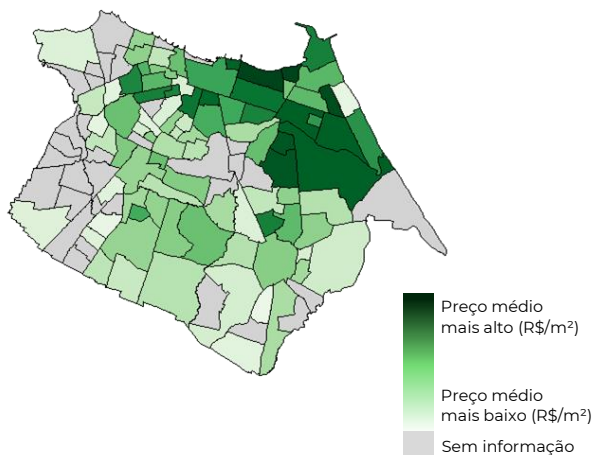 Preço médio
mais alto (R$/m²)
Preço médio
mais baixo (R$/m²)
Sem informação